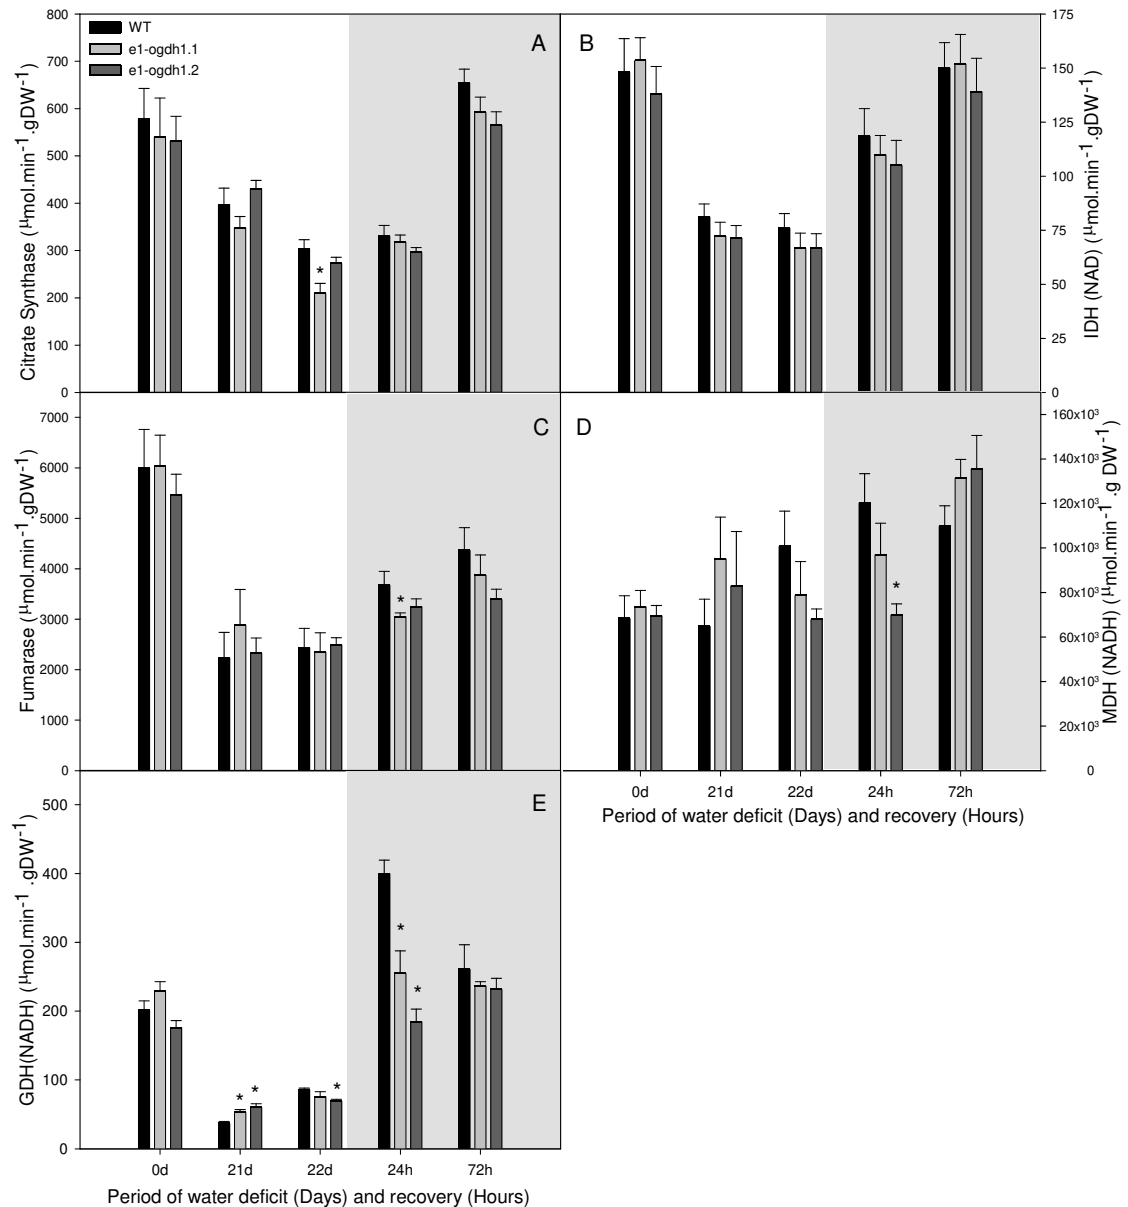 WT
e1-ogdh1.1
e1-ogdh1.2
A
Citrate Synthase (μmol.min⁻¹.gDW⁻¹)
800
700
600
500
400
300
200
100
0
*
B
175
150
125
100
75
50
25
0
IDH (NAD) (μmol.min⁻¹.gDW⁻¹)
C
Fumarase (μmol.min⁻¹.gDW⁻¹)
7000
6000
5000
4000
3000
2000
1000
0
*
D
160x10³
140x10³
120x10³
100x10³
80x10³
60x10³
40x10³
20x10³
0
MDH (NADH) (μmol.min⁻¹ .g DW⁻¹)
*
0d 21d 22d 24h 72h
Period of water deficit (Days) and recovery (Hours)
E
GDH(NADH) (μmol.min⁻¹ .gDW⁻¹)
500
400
300
200
100
0
* * * * *
0d 21d 22d 24h 72h
Period of water deficit (Days) and recovery (Hours)